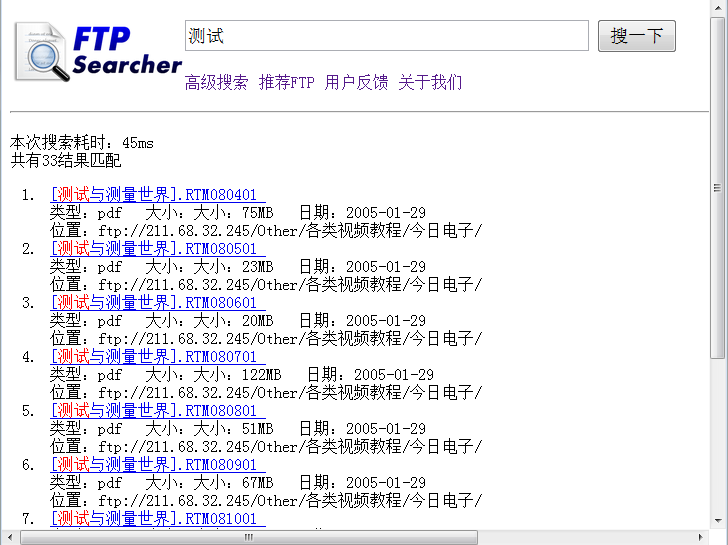 FTP
Searcher
测试
搜一下
高级搜索 推荐FTP 用户反馈 关于我们
本次搜索耗时：45ms
共有33结果匹配
1. [测试与测量世界].RTM080401
类型：pdf 大小：大小：75MB 日期：2005-01-29
位置：ftp://211.68.32.245/Other/各类视频教程/今日电子/
2. [测试与测量世界].RTM080501
类型：pdf 大小：大小：23MB 日期：2005-01-29
位置：ftp://211.68.32.245/Other/各类视频教程/今日电子/
3. [测试与测量世界].RTM080601
类型：pdf 大小：大小：20MB 日期：2005-01-29
位置：ftp://211.68.32.245/Other/各类视频教程/今日电子/
4. [测试与测量世界].RTM080701
类型：pdf 大小：大小：122MB 日期：2005-01-29
位置：ftp://211.68.32.245/Other/各类视频教程/今日电子/
5. [测试与测量世界].RTM080801
类型：pdf 大小：大小：51MB 日期：2005-01-29
位置：ftp://211.68.32.245/Other/各类视频教程/今日电子/
6. [测试与测量世界].RTM080901
类型：pdf 大小：大小：67MB 日期：2005-01-29
位置：ftp://211.68.32.245/Other/各类视频教程/今日电子/
7. [测试与测量世界].RTM081001